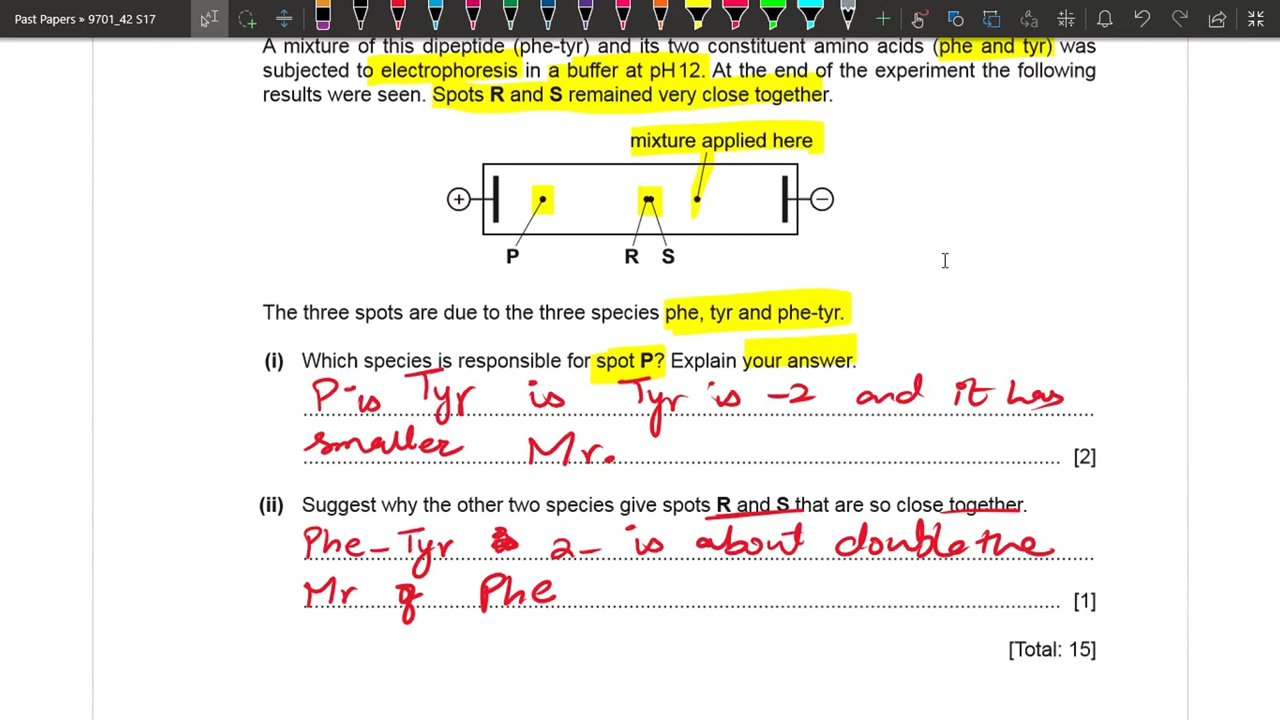 Past Papers » 9701_42 S17
A mixture of this dipeptide (phe-tyr) and its two constituent amino acids (phe and tyr) was
subjected to electrophoresis in a buffer at pH 12. At the end of the experiment the following
results were seen. Spots R and S remained very close together.
mixture applied here
+ −
P R S
The three spots are due to the three species phe, tyr and phe-tyr.
(i) Which species is responsible for spot P? Explain your answer.
P is Tyr is Tyr is -2 and it has
smaller Mr. [2]
(ii) Suggest why the other two species give spots R and S that are so close together.
Phe-Tyr 2- is about double the
Mr of Phe [1]
[Total: 15]